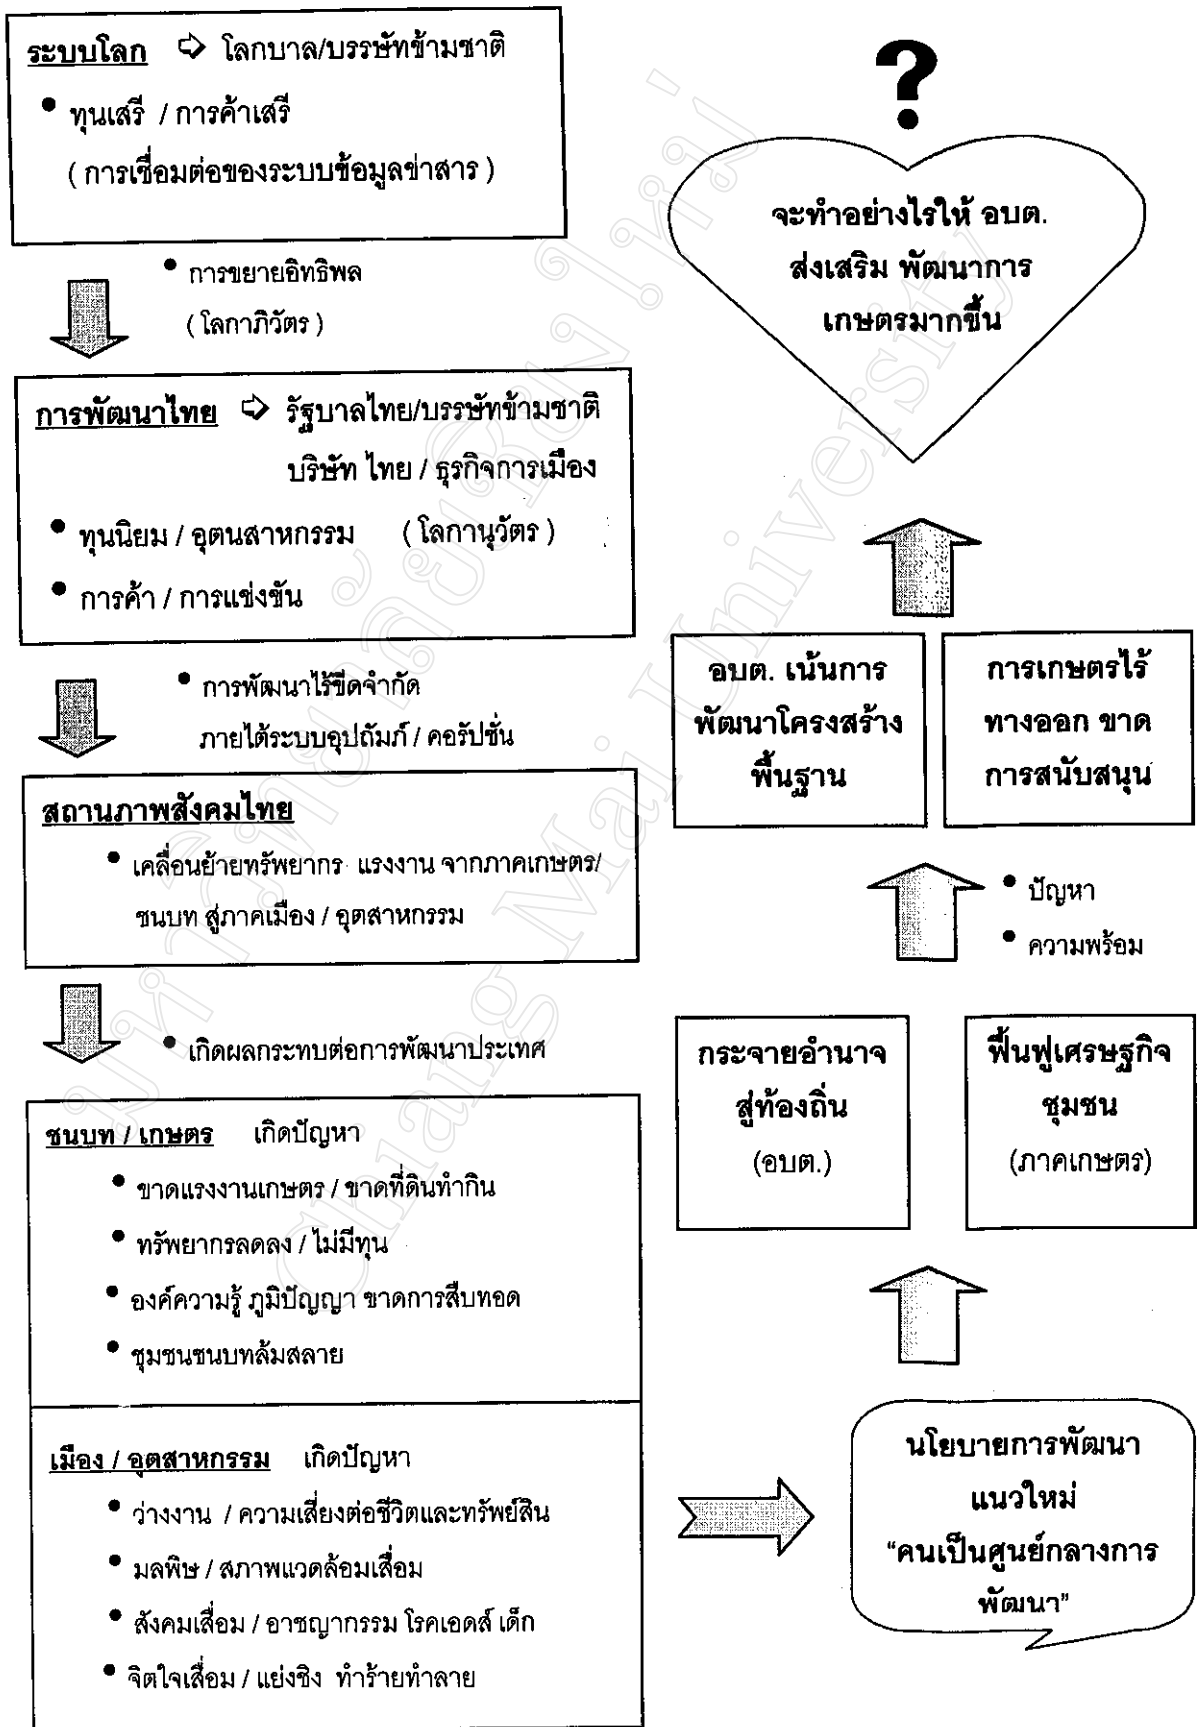 ระบบโลก ➪ โลกบาล/บรรษัทข้ามชาติ
• ทุนเสรี / การค้าเสรี
( การเชื่อมต่อของระบบข้อมูลข่าสาร )
• การขยายอิทธิพล
( โลกาภิวัตร )
การพัฒนาไทย ➪ รัฐบาลไทย/บรรษัทข้ามชาติ
บริษัท ไทย / ธุรกิจการเมือง
• ทุนนิยม / อุตนสาหกรรม ( โลกานุวัตร )
• การค้า / การแข่งขัน
• การพัฒนาไร้ขีดจำกัด
ภายใต้ระบบอุปถัมภ์ / คอรัปชั่น
สถานภาพสังคมไทย
• เคลื่อนย้ายทรัพยากร แรงงาน จากภาคเกษตร/
ชนบท สู่ภาคเมือง / อุตสาหกรรม
• เกิดผลกระทบต่อการพัฒนาประเทศ
ชนบท / เกษตร เกิดปัญหา
• ขาดแรงงานเกษตร / ขาดที่ดินทำกิน
• ทรัพยากรลดลง / ไม่มีทุน
• องค์ความรู้ ภูมิปัญญา ขาดการสืบทอด
• ชุมชนชนบทล้มสลาย
เมือง / อุตสาหกรรม เกิดปัญหา
• ว่างงาน / ความเสี่ยงต่อชีวิตและทรัพย์สิน
• มลพิษ / สภาพแวดล้อมเสื่อม
• สังคมเสื่อม / อาชญากรรม โรคเอดส์ เด็ก
• จิตใจเสื่อม / แย่งชิง ทำร้ายทำลาย
นโยบายการพัฒนา
แนวใหม่
“คนเป็นศูนย์กลางการ
พัฒนา”
กระจายอำนาจ
สู่ท้องถิ่น
(อบต.)
ฟื้นฟูเศรษฐกิจ
ชุมชน
(ภาคเกษตร)
• ปัญหา
• ความพร้อม
อบต. เน้นการ
พัฒนาโครงสร้าง
พื้นฐาน
การเกษตรไร้
ทางออก ขาด
การสนับสนุน
?
จะทำอย่างไรให้ อบต.
ส่งเสริม พัฒนาการ
เกษตรมากขึ้น
มหาวิทยาลัยเชียงใหม่
Chiang Mai University